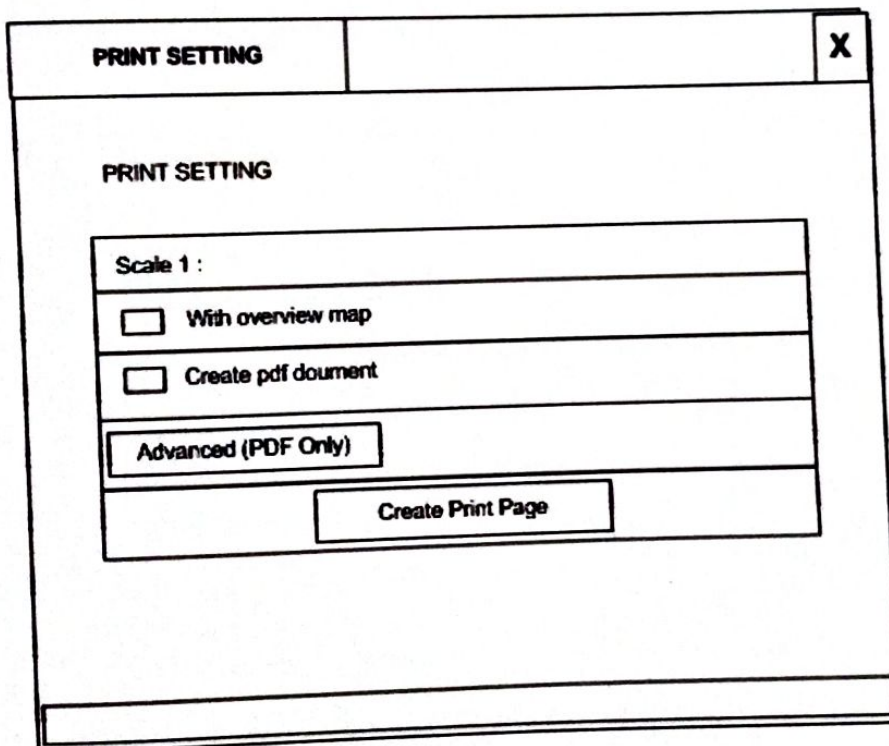 PRINT SETTING
X
PRINT SETTING
Scale 1 :
With overview map
Create pdf doument
Advanced (PDF Only)
Create Print Page